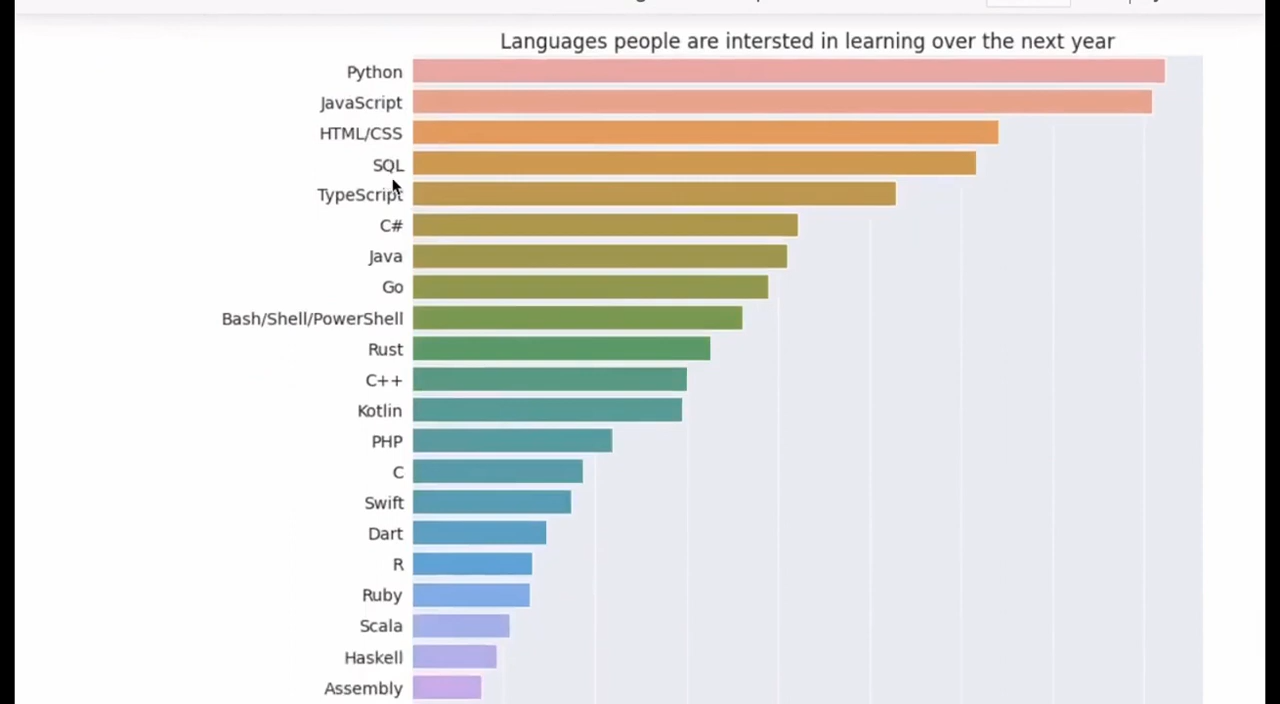 Languages people are intersted in learning over the next year
Python
JavaScript
HTML/CSS
SQL
TypeScript
C#
Java
Go
Bash/Shell/PowerShell
Rust
C++
Kotlin
PHP
C
Swift
Dart
R
Ruby
Scala
Haskell
Assembly